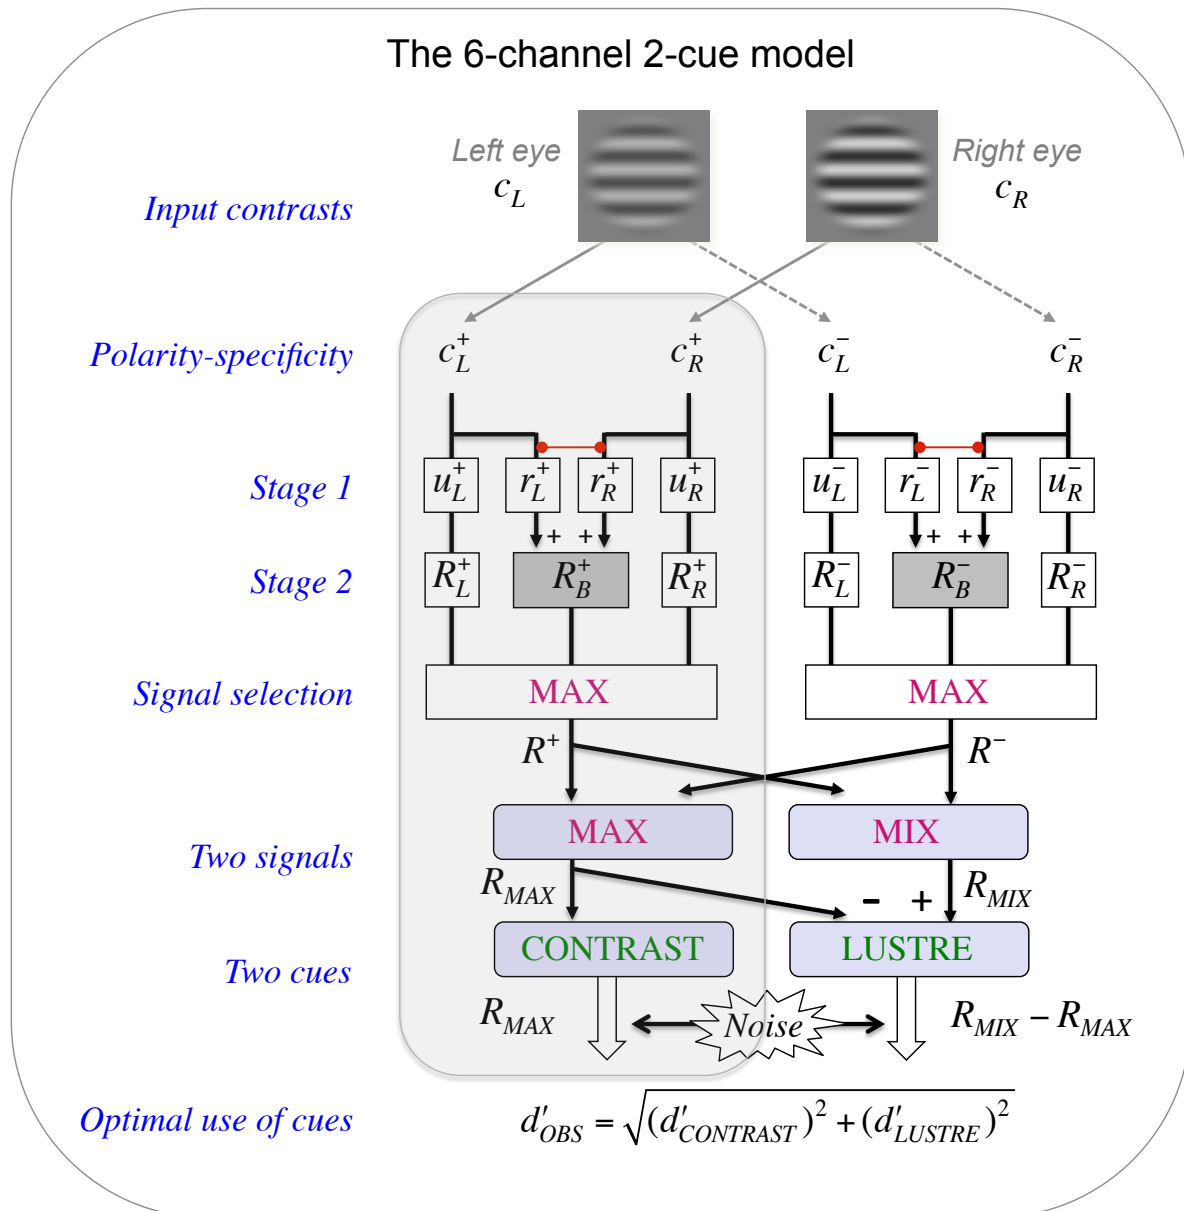 The 6-channel 2-cue model
Left eye Right eye
c_L c_R
Input contrasts
Polarity-specificity c_L^+ c_R^+ c_L^- c_R^-
Stage 1 u_L^+ r_L^+ r_R^+ u_R^+ u_L^- r_L^- r_R^- u_R^-
+ + + +
Stage 2 R_L^+ R_B^+ R_R^+ R_L^- R_B^- R_R^-
Signal selection MAX MAX
R^+ R^-
MAX MIX
Two signals
R_MAX - + R_MIX
CONTRAST LUSTRE
Two cues
R_MAX Noise R_MIX − R_MAX
Optimal use of cues d'_OBS = √((d'_CONTRAST)^2 + (d'_LUSTRE)^2)